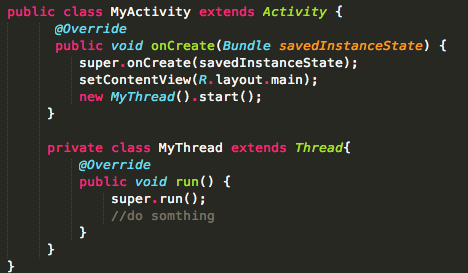 public class MyActivity extends Activity {
@Override
public void onCreate(Bundle savedInstanceState) {
super.onCreate(savedInstanceState);
setContentView(R.layout.main);
new MyThread().start();
}
private class MyThread extends Thread{
@Override
public void run() {
super.run();
//do somthing
}
}
}